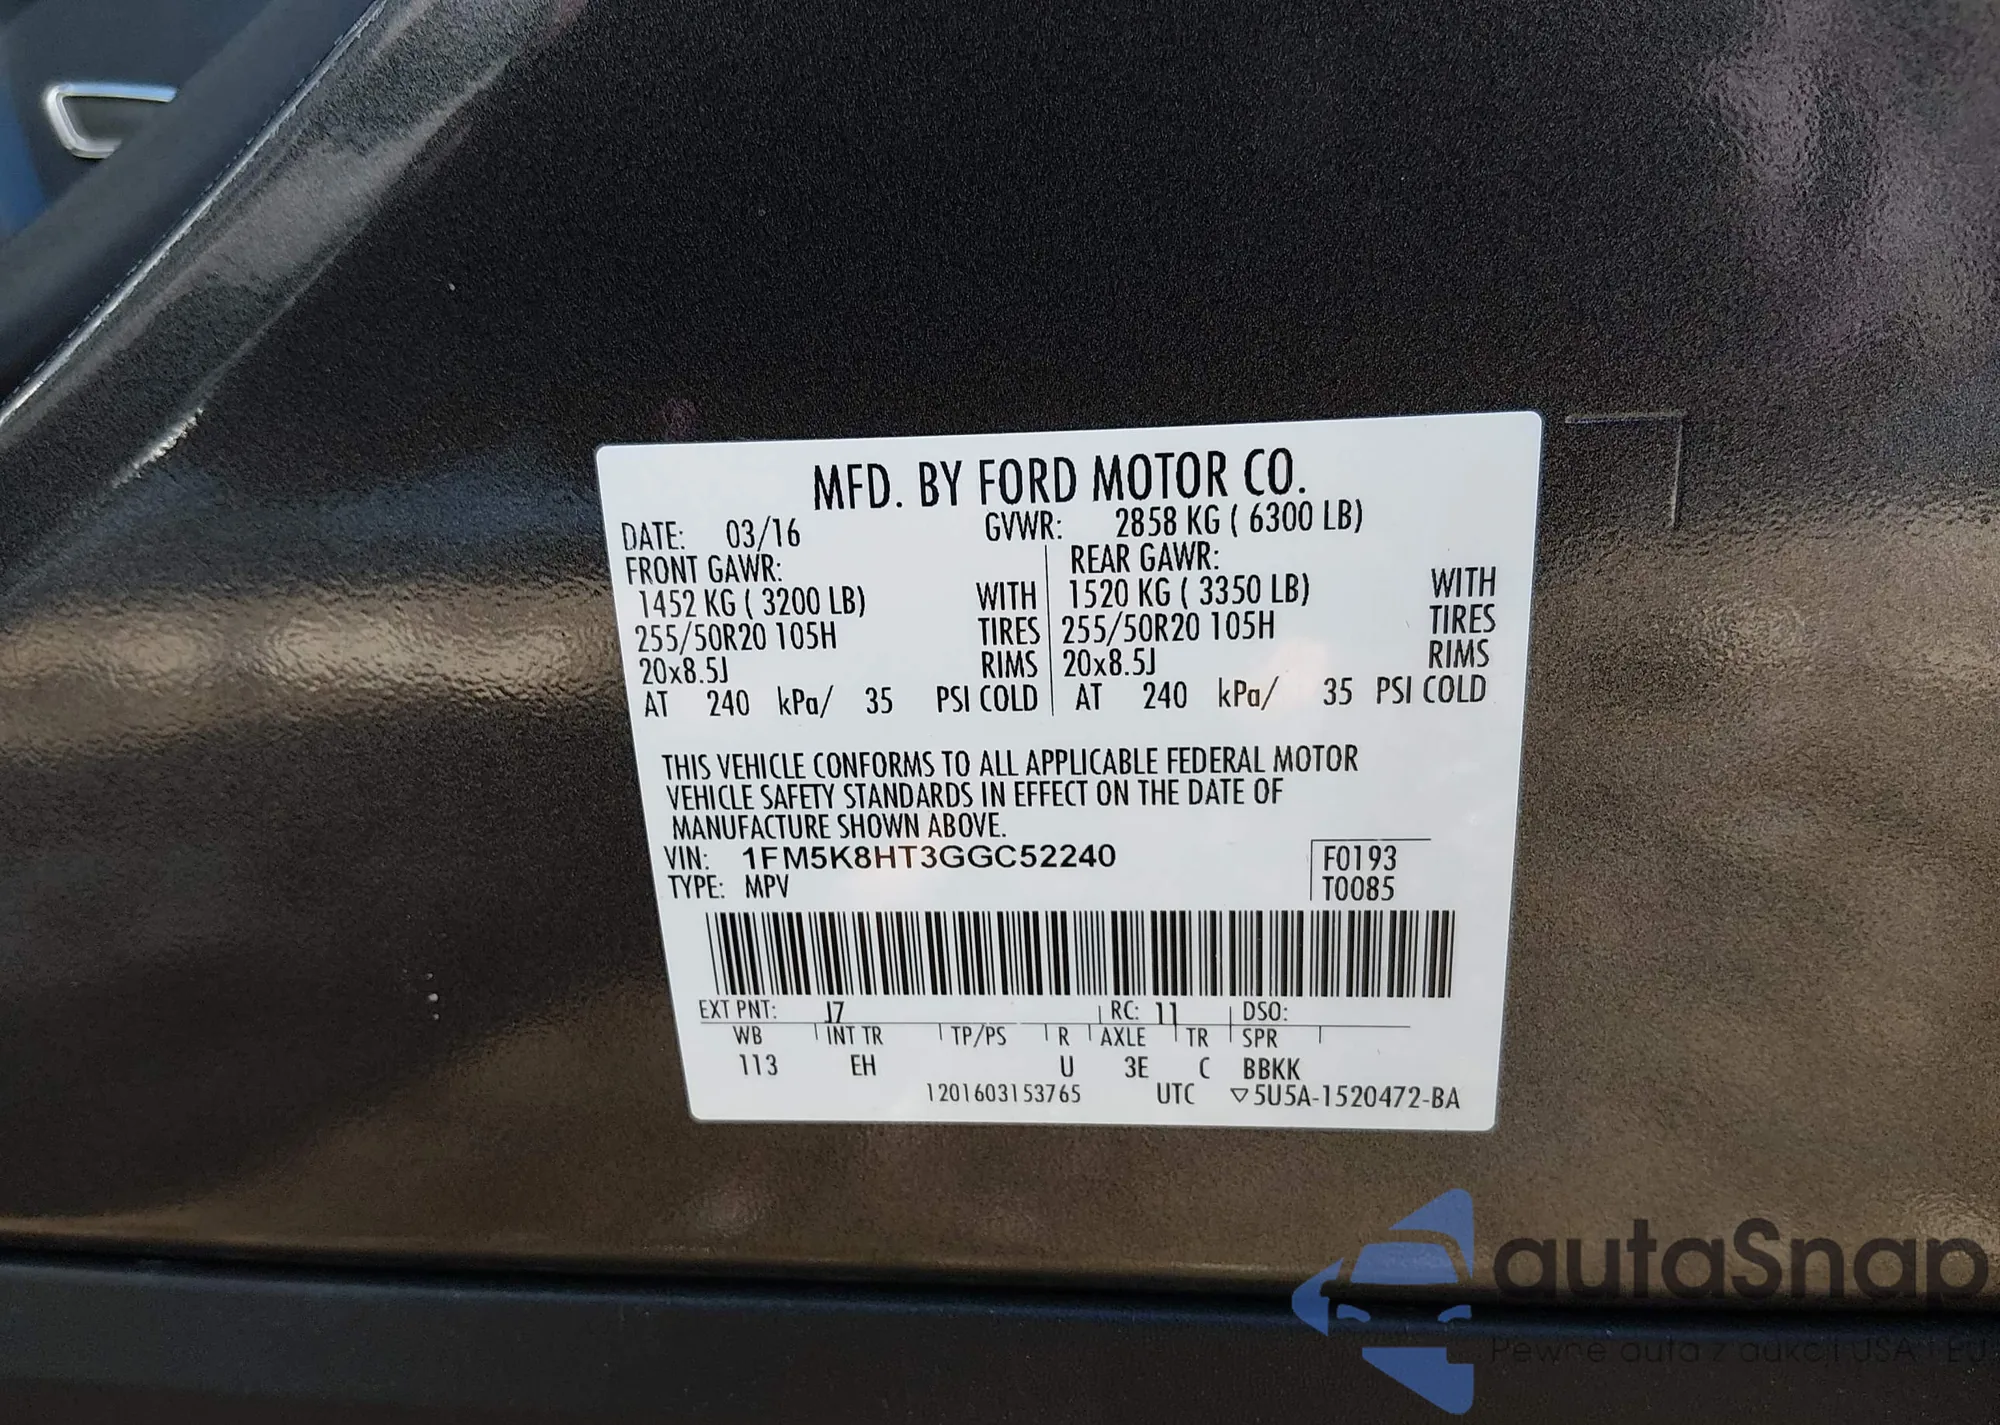 MFD. BY FORD MOTOR CO.
DATE: 03/16 GVWR: 2858 KG ( 6300 LB)
FRONT GAWR: REAR GAWR:
1452 KG ( 3200 LB) WITH 1520 KG ( 3350 LB) WITH
255/50R20 105H TIRES 255/50R20 105H TIRES
20x8.5J RIMS 20x8.5J RIMS
AT 240 kPa/ 35 PSI COLD AT 240 kPa/ 35 PSI COLD
THIS VEHICLE CONFORMS TO ALL APPLICABLE FEDERAL MOTOR
VEHICLE SAFETY STANDARDS IN EFFECT ON THE DATE OF
MANUFACTURE SHOWN ABOVE.
VIN: 1FM5K8HT3GGC52240 F0193
TYPE: MPV T0085
EXT PNT: J7 RC: 11 DSO:
WB INT TR TP/PS R AXLE TR SPR
113 EH U 3E C BBKK
1201603153765 UTC ▽5U5A-1520472-BA
autaSnap
Pewne auta z aukcji USA i EU